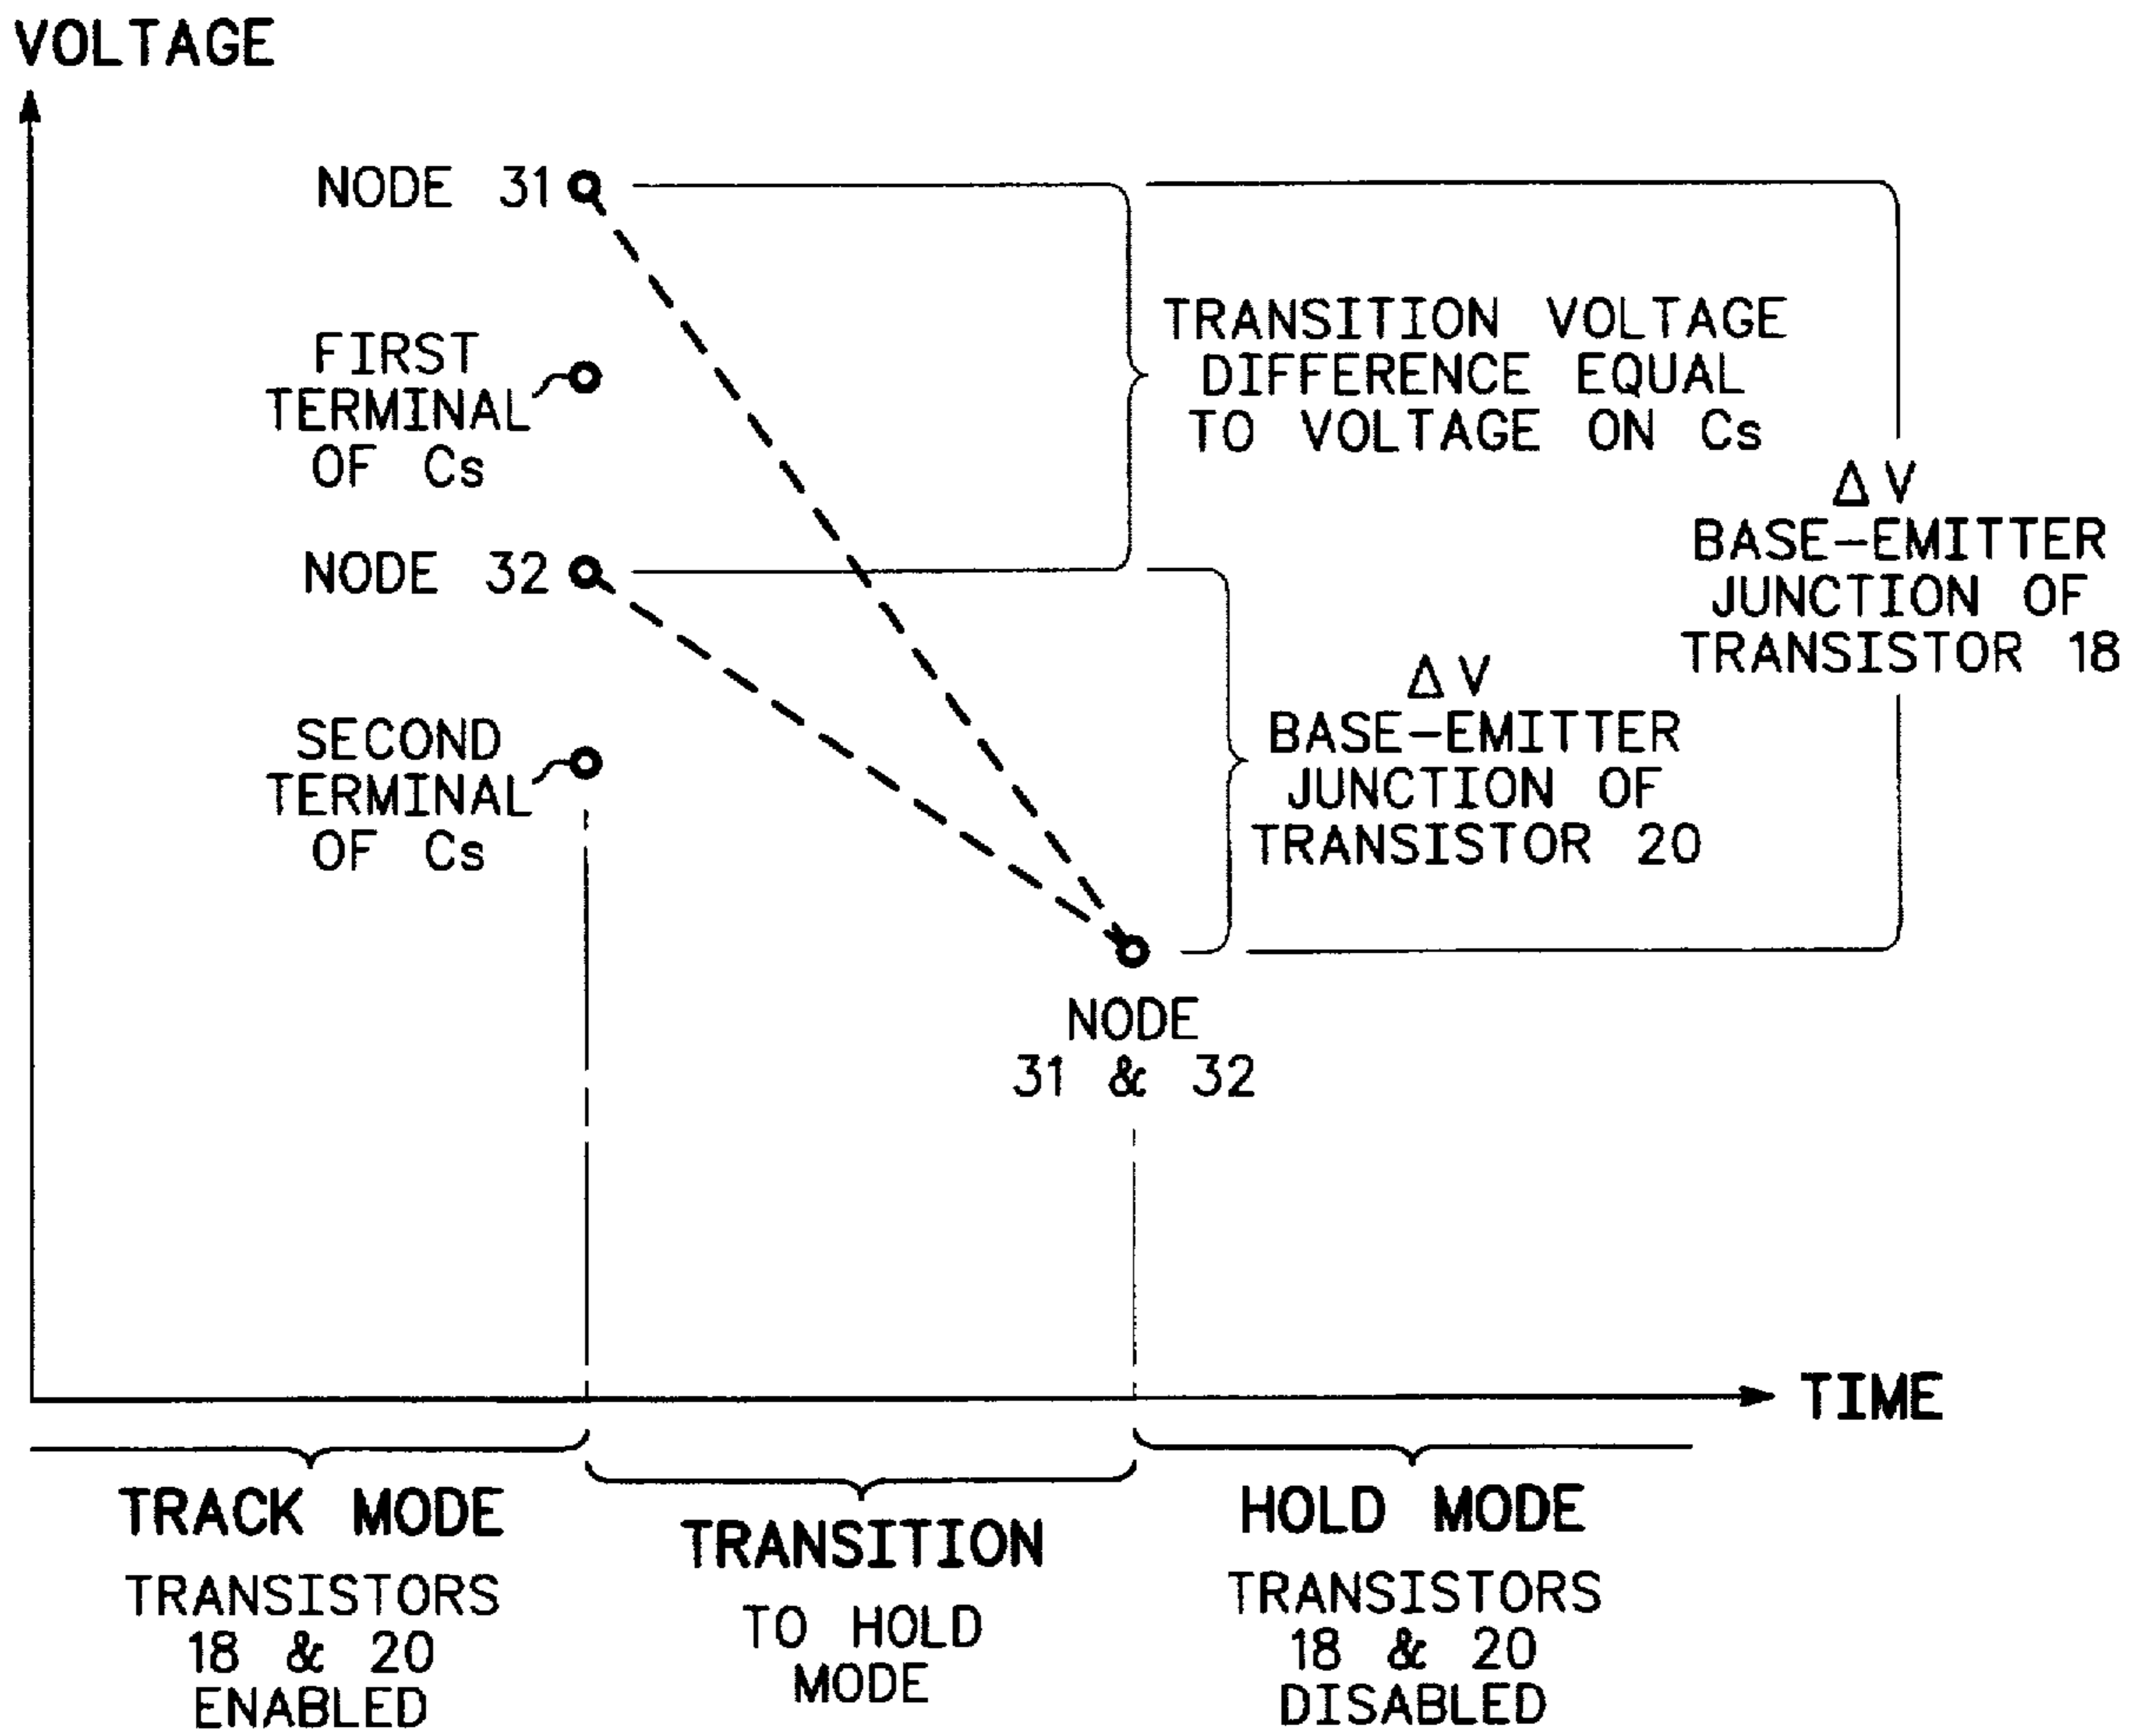 VOLTAGE
NODE 31
FIRST
TERMINAL
OF Cs
NODE 32
SECOND
TERMINAL
OF Cs
TRANSITION VOLTAGE
DIFFERENCE EQUAL
TO VOLTAGE ON Cs
Δ V
BASE-EMITTER
JUNCTION OF
TRANSISTOR 18
Δ V
BASE-EMITTER
JUNCTION OF
TRANSISTOR 20
NODE
31 & 32
TIME
TRACK MODE
TRANSISTORS
18 & 20
ENABLED
TRANSITION
TO HOLD
MODE
HOLD MODE
TRANSISTORS
18 & 20
DISABLED